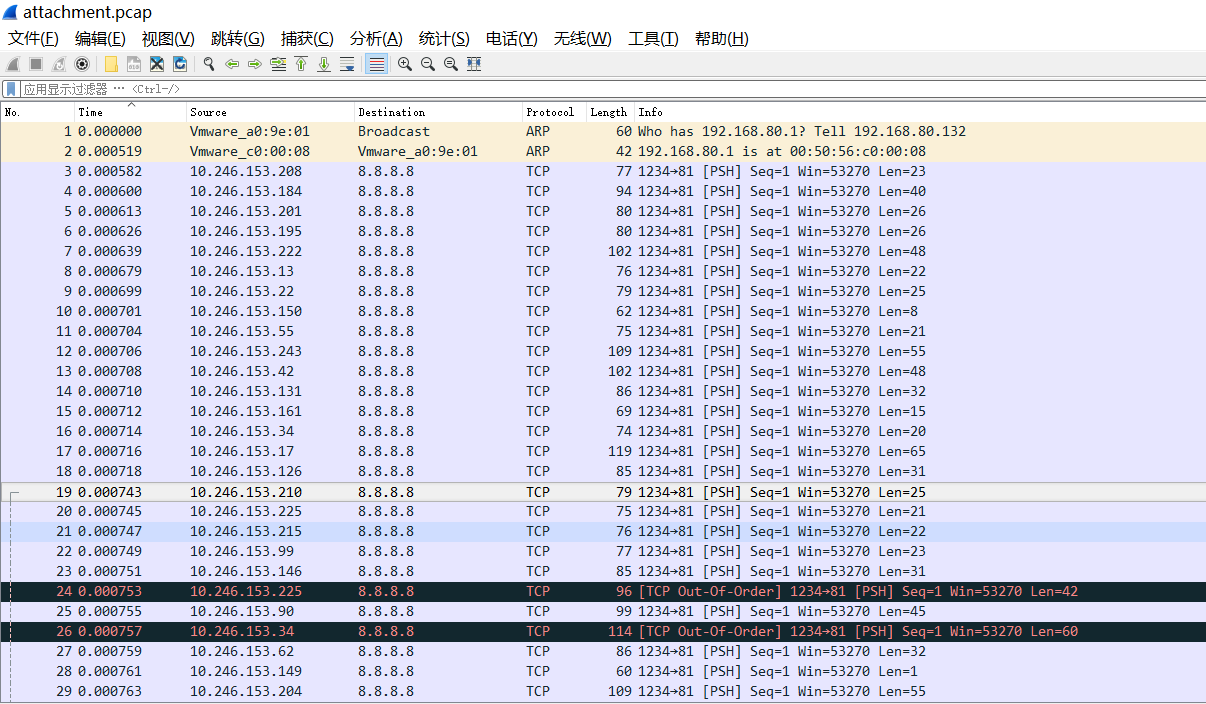 attachment.pcap
文件(F) 编辑(E) 视图(V) 跳转(G) 捕获(C) 分析(A) 统计(S) 电话(Y) 无线(W) 工具(T) 帮助(H)
应用显示过滤器 … <Ctrl-/>
No. Time Source Destination Protocol Length Info
1 0.000000 Vmware_a0:9e:01 Broadcast ARP 60 Who has 192.168.80.1? Tell 192.168.80.132
2 0.000519 Vmware_c0:00:08 Vmware_a0:9e:01 ARP 42 192.168.80.1 is at 00:50:56:c0:00:08
3 0.000582 10.246.153.208 8.8.8.8 TCP 77 1234→81 [PSH] Seq=1 Win=53270 Len=23
4 0.000600 10.246.153.184 8.8.8.8 TCP 94 1234→81 [PSH] Seq=1 Win=53270 Len=40
5 0.000613 10.246.153.201 8.8.8.8 TCP 80 1234→81 [PSH] Seq=1 Win=53270 Len=26
6 0.000626 10.246.153.195 8.8.8.8 TCP 80 1234→81 [PSH] Seq=1 Win=53270 Len=26
7 0.000639 10.246.153.222 8.8.8.8 TCP 102 1234→81 [PSH] Seq=1 Win=53270 Len=48
8 0.000679 10.246.153.13 8.8.8.8 TCP 76 1234→81 [PSH] Seq=1 Win=53270 Len=22
9 0.000699 10.246.153.22 8.8.8.8 TCP 79 1234→81 [PSH] Seq=1 Win=53270 Len=25
10 0.000701 10.246.153.150 8.8.8.8 TCP 62 1234→81 [PSH] Seq=1 Win=53270 Len=8
11 0.000704 10.246.153.55 8.8.8.8 TCP 75 1234→81 [PSH] Seq=1 Win=53270 Len=21
12 0.000706 10.246.153.243 8.8.8.8 TCP 109 1234→81 [PSH] Seq=1 Win=53270 Len=55
13 0.000708 10.246.153.42 8.8.8.8 TCP 102 1234→81 [PSH] Seq=1 Win=53270 Len=48
14 0.000710 10.246.153.131 8.8.8.8 TCP 86 1234→81 [PSH] Seq=1 Win=53270 Len=32
15 0.000712 10.246.153.161 8.8.8.8 TCP 69 1234→81 [PSH] Seq=1 Win=53270 Len=15
16 0.000714 10.246.153.34 8.8.8.8 TCP 74 1234→81 [PSH] Seq=1 Win=53270 Len=20
17 0.000716 10.246.153.17 8.8.8.8 TCP 119 1234→81 [PSH] Seq=1 Win=53270 Len=65
18 0.000718 10.246.153.126 8.8.8.8 TCP 85 1234→81 [PSH] Seq=1 Win=53270 Len=31
19 0.000743 10.246.153.210 8.8.8.8 TCP 79 1234→81 [PSH] Seq=1 Win=53270 Len=25
20 0.000745 10.246.153.225 8.8.8.8 TCP 75 1234→81 [PSH] Seq=1 Win=53270 Len=21
21 0.000747 10.246.153.215 8.8.8.8 TCP 76 1234→81 [PSH] Seq=1 Win=53270 Len=22
22 0.000749 10.246.153.99 8.8.8.8 TCP 77 1234→81 [PSH] Seq=1 Win=53270 Len=23
23 0.000751 10.246.153.146 8.8.8.8 TCP 85 1234→81 [PSH] Seq=1 Win=53270 Len=31
24 0.000753 10.246.153.225 8.8.8.8 TCP 96 [TCP Out-Of-Order] 1234→81 [PSH] Seq=1 Win=53270 Len=42
25 0.000755 10.246.153.90 8.8.8.8 TCP 99 1234→81 [PSH] Seq=1 Win=53270 Len=45
26 0.000757 10.246.153.34 8.8.8.8 TCP 114 [TCP Out-Of-Order] 1234→81 [PSH] Seq=1 Win=53270 Len=60
27 0.000759 10.246.153.62 8.8.8.8 TCP 86 1234→81 [PSH] Seq=1 Win=53270 Len=32
28 0.000761 10.246.153.149 8.8.8.8 TCP 60 1234→81 [PSH] Seq=1 Win=53270 Len=1
29 0.000763 10.246.153.204 8.8.8.8 TCP 109 1234→81 [PSH] Seq=1 Win=53270 Len=55